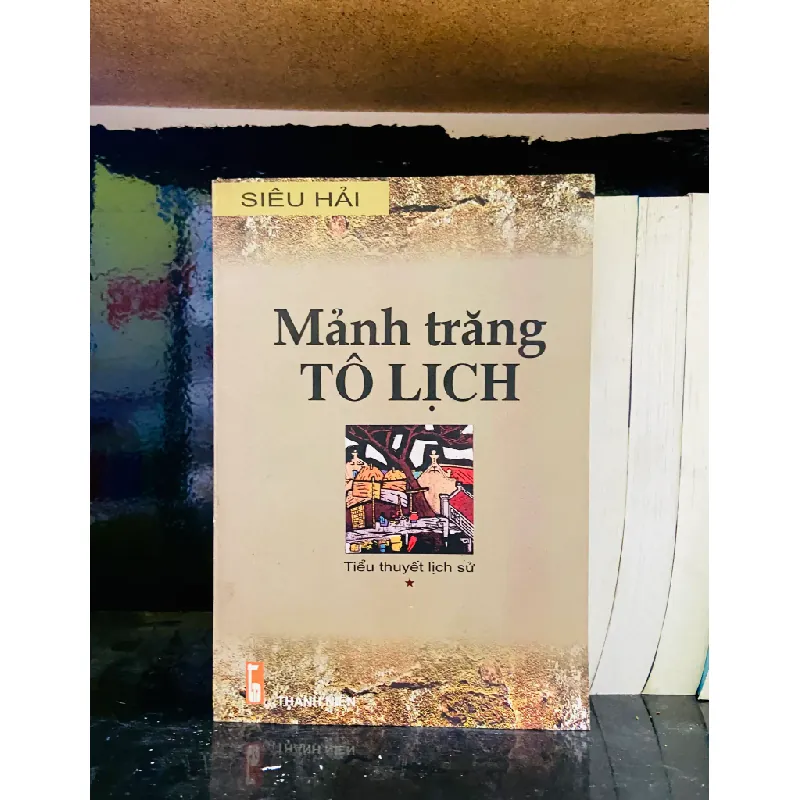 SIÊU HẢI
Mảnh trăng
TÔ LỊCH
Tiểu thuyết lịch sử
THANH NIÊN